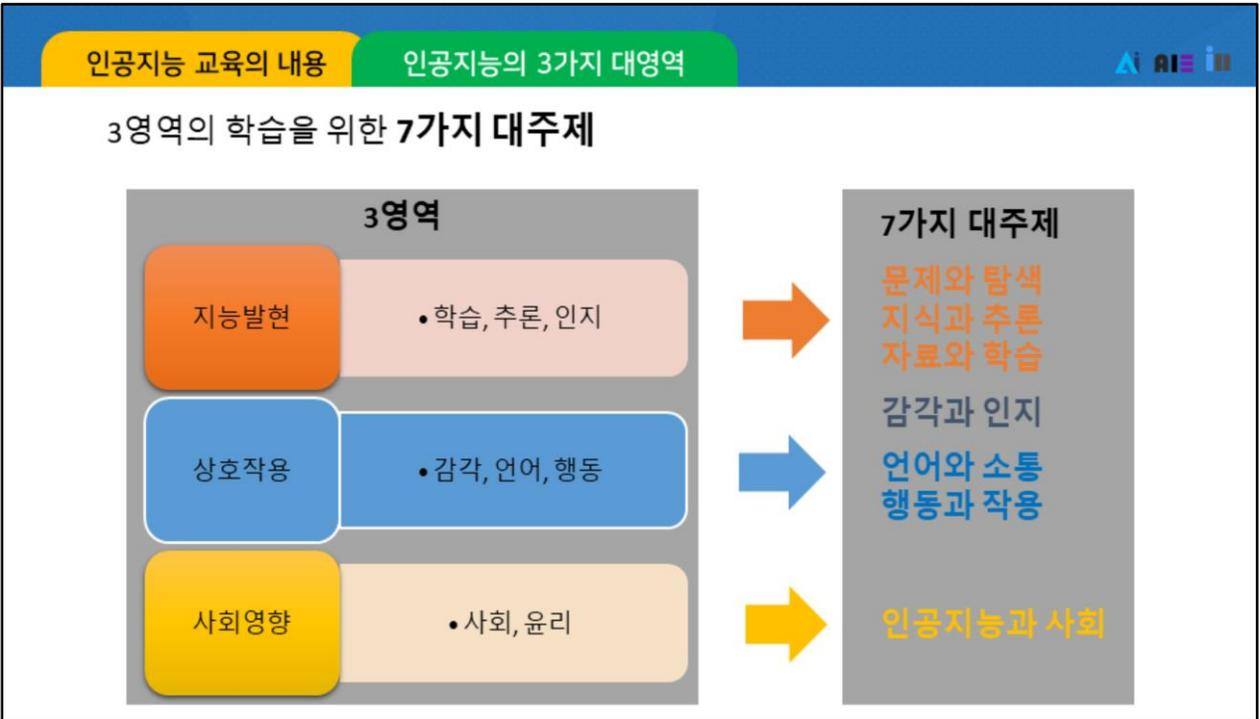 인공지능 교육의 내용
인공지능의 3가지 대영역
Ai AIE
3영역의 학습을 위한 7가지 대주제
3영역
지능발현
• 학습, 추론, 인지
상호작용
• 감각, 언어, 행동
사회영향
• 사회, 윤리
7가지 대주제
문제와 탐색
지식과 추론
자료와 학습
감각과 인지
언어와 소통
행동과 작용
인공지능과 사회